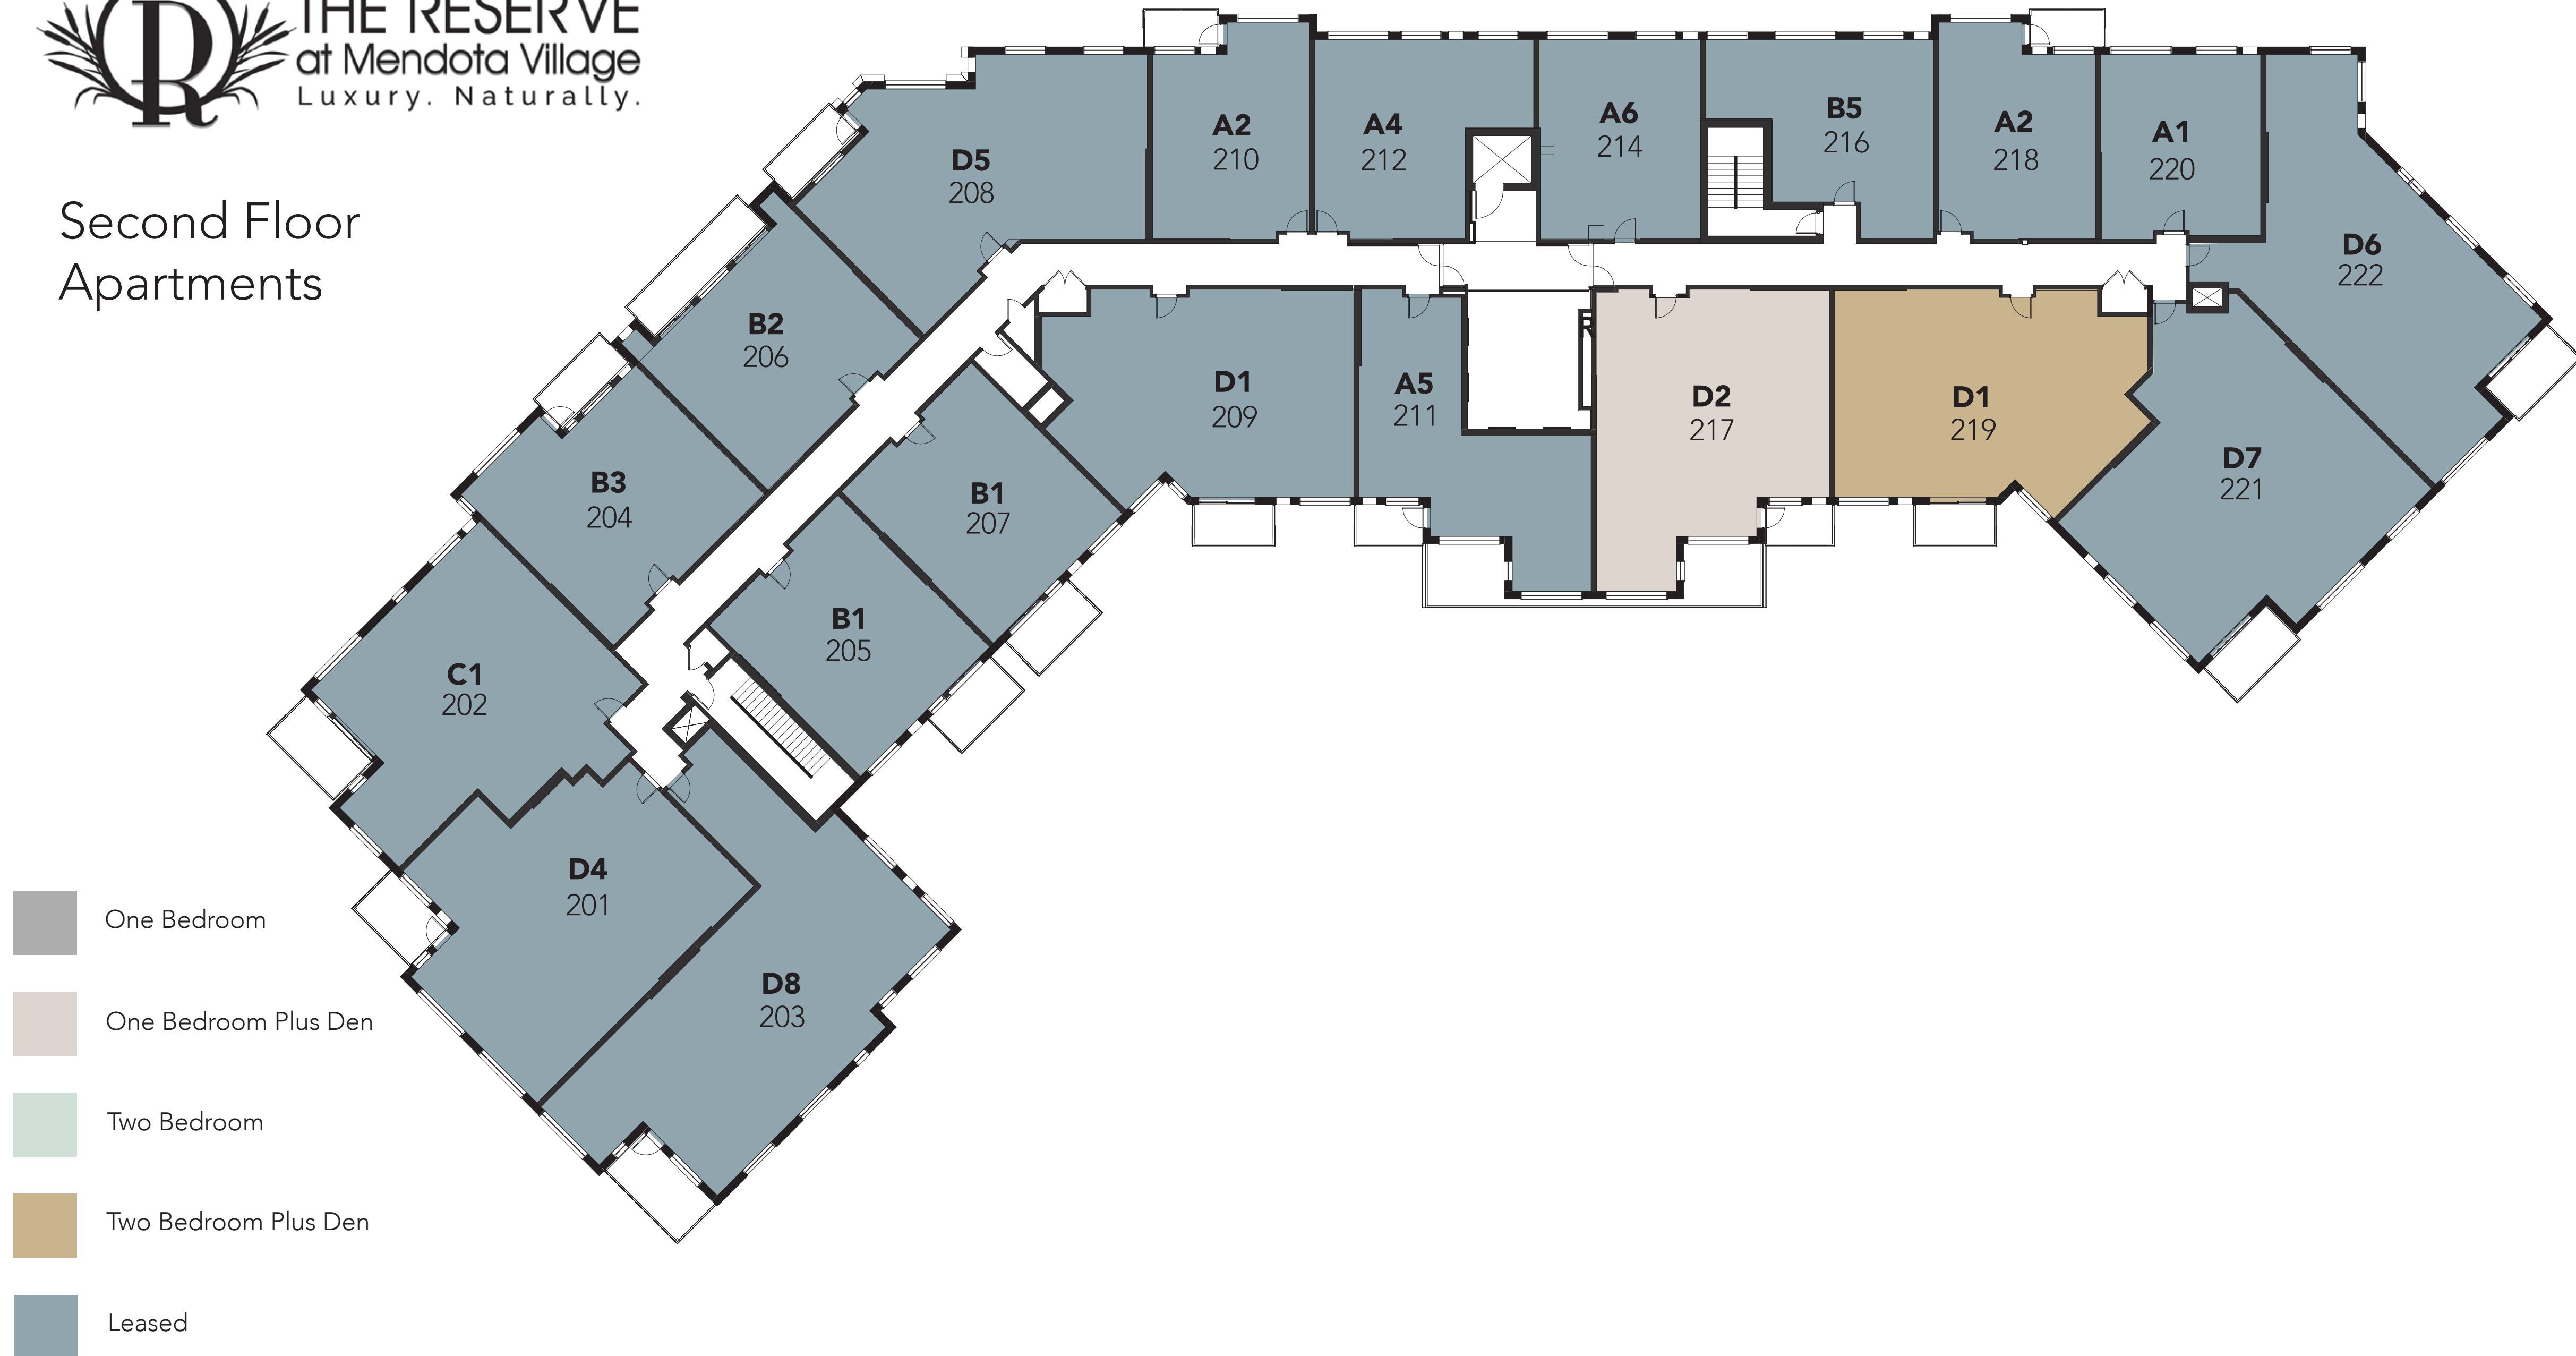 THE RESERVE
at Mendota Village
Luxury. Naturally.
R
Second Floor
Apartments
D5
208
A2
210
A4
212
A6
214
B5
216
A2
218
A1
220
D6
222
B2
206
B3
204
C1
202
D4
201
D8
203
B1
205
B1
207
D1
209
A5
211
R
D2
217
D1
219
D7
221
One Bedroom
One Bedroom Plus Den
Two Bedroom
Two Bedroom Plus Den
Leased